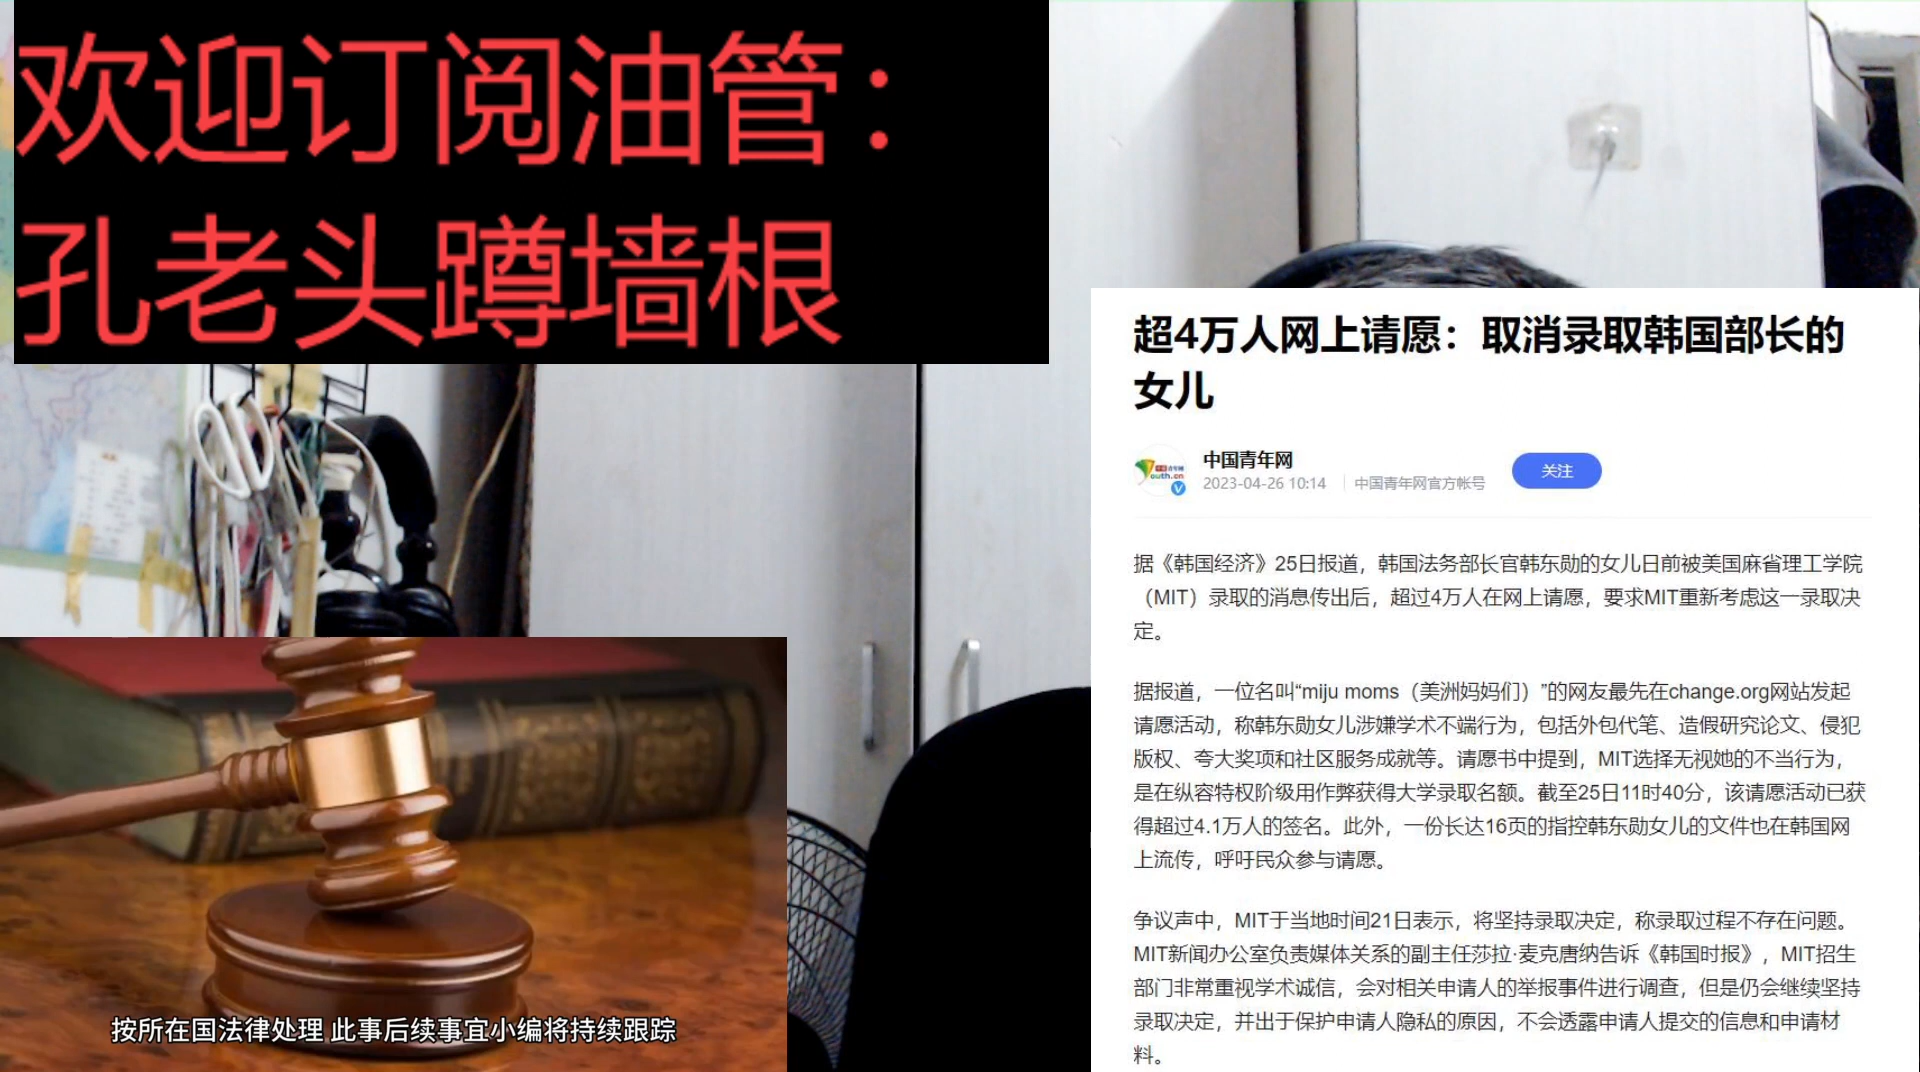 欢迎订阅油管：
孔老头蹲墙根
超4万人网上请愿：取消录取韩国部长的
女儿
中国青年网
2023-04-26 10:14 中国青年网官方帐号
关注
据《韩国经济》25日报道，韩国法务部长官韩东勋的女儿日前被美国麻省理工学院
（MIT）录取的消息传出后，超过4万人在网上请愿，要求MIT重新考虑这一录取决
定。
据报道，一位名叫“miju moms（美洲妈妈们）”的网友最先在change.org网站发起
请愿活动，称韩东勋女儿涉嫌学术不端行为，包括外包代笔、造假研究论文、侵犯
版权、夸大奖项和社区服务成就等。请愿书中提到，MIT选择无视她的不当行为，
是在纵容特权阶级用作弊获得大学录取名额。截至25日11时40分，该请愿活动已获
得超过4.1万人的签名。此外，一份长达16页的指控韩东勋女儿的文件也在韩国网
上流传，呼吁民众参与请愿。
争议声中，MIT于当地时间21日表示，将坚持录取决定，称录取过程不存在问题。
MIT新闻办公室负责媒体关系的副主任莎拉·麦克唐纳告诉《韩国时报》，MIT招生
部门非常重视学术诚信，会对相关申请人的举报事件进行调查，但是仍会继续坚持
录取决定，并出于保护申请人隐私的原因，不会透露申请人提交的信息和申请材
料。
按所在国法律处理 此事后续事宜小编将持续跟踪